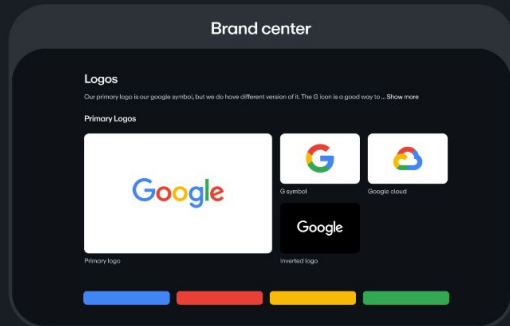 Brand center
Logos
Our primary logo is our google symbol, but we do have different version of it. The G icon is a good way to ... Show more
Primary Logos
Google
G
G symbol
Google cloud
Google
Primary logo
Inverted logo